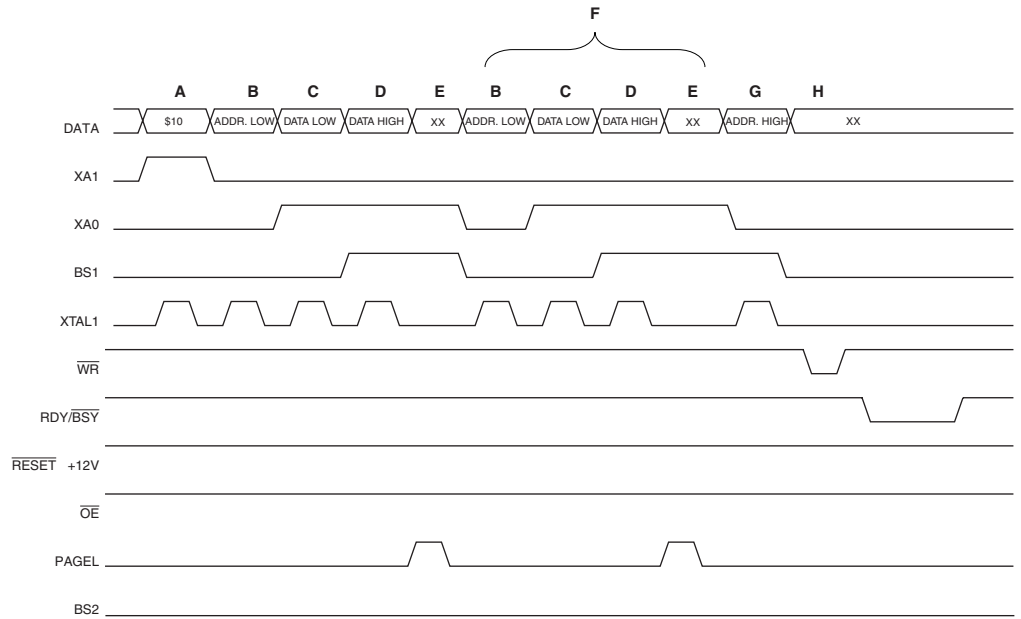 F
A B C D E B C D E G H
DATA $10 ADDR. LOW DATA LOW DATA HIGH XX ADDR. LOW DATA LOW DATA HIGH XX ADDR. HIGH XX
XA1
XA0
BS1
XTAL1
WR
RDY/BSY
RESET +12V
OE
PAGEL
BS2